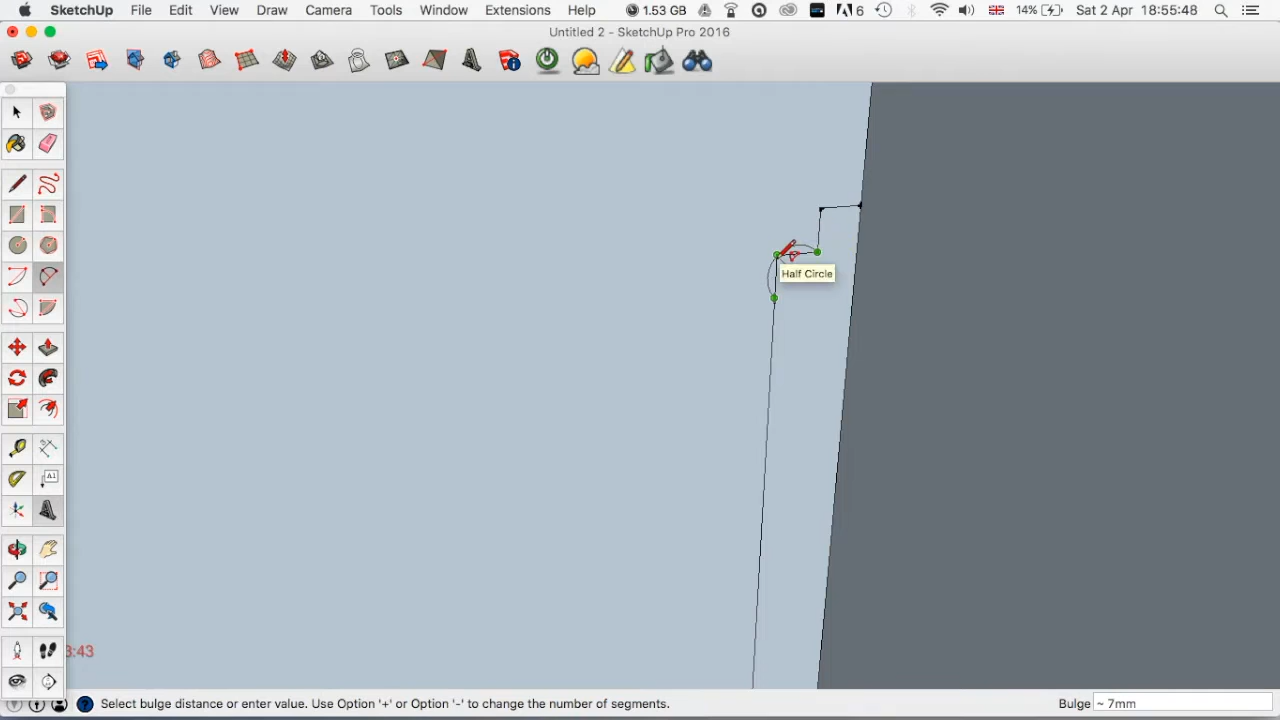 SketchUp File Edit View Draw Camera Tools Window Extensions Help 1.53 GB 6 14% Sat 2 Apr 18:55:48
Untitled 2 - SketchUp Pro 2016
Half Circle
A1
3:43
Select bulge distance or enter value. Use Option '+' or Option '-' to change the number of segments. Bulge ~ 7mm